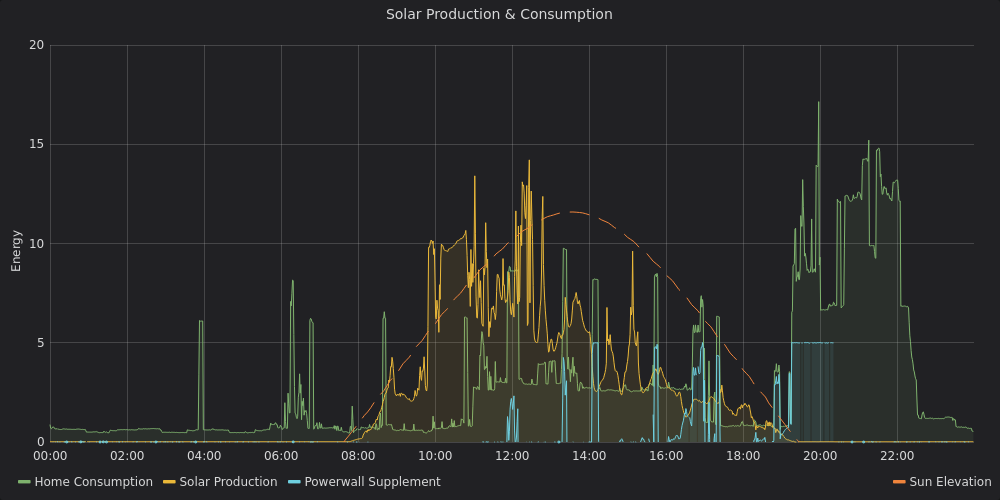 Solar Production & Consumption
20
15
10
5
0
Energy
00:00 02:00 04:00 06:00 08:00 10:00 12:00 14:00 16:00 18:00 20:00 22:00
Home Consumption Solar Production Powerwall Supplement Sun Elevation